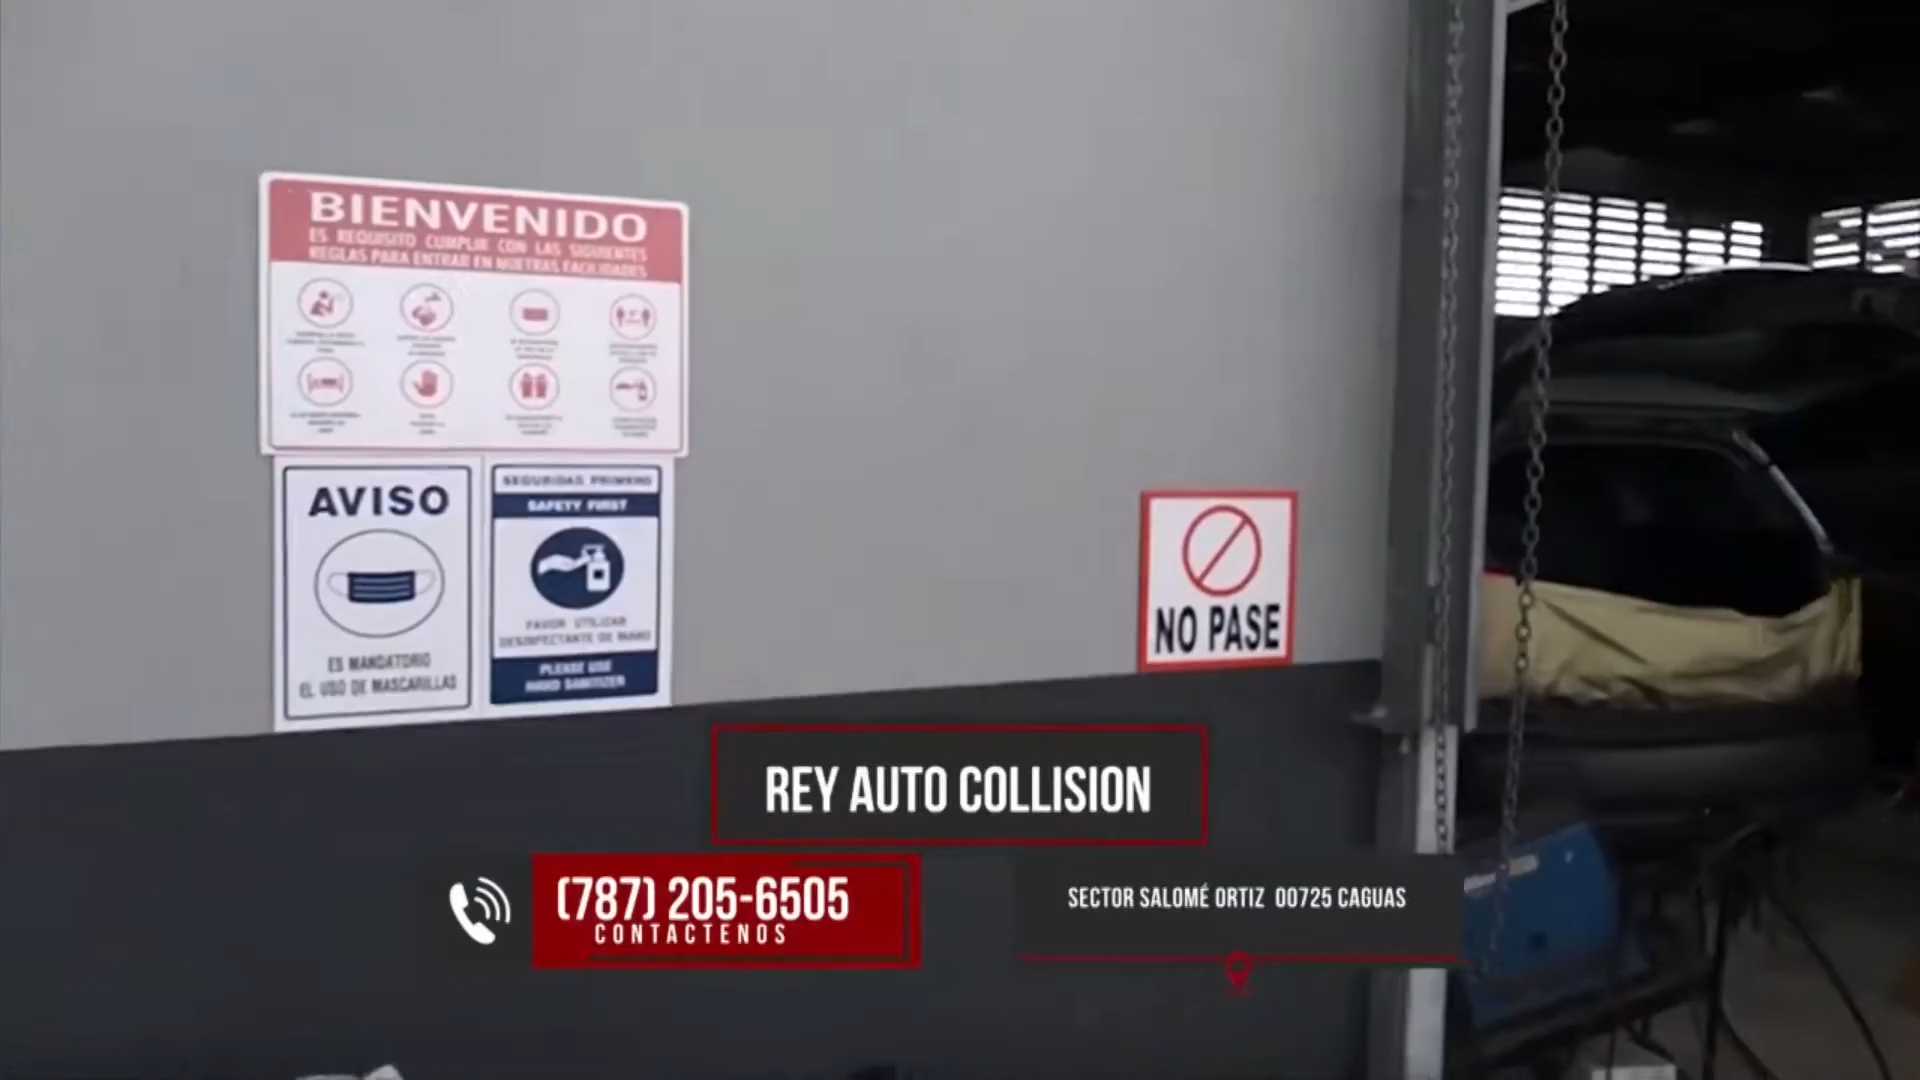 BIENVENIDO
ES REQUISITO CUMPLIR CON LAS SIGUIENTES
REGLAS PARA ENTRAR EN NUETRAS FACILIDADES
AVISO
ES MANDATORIO
EL USO DE MASCARILLAS
SEGURIDAD PRIMERO
SAFETY FIRST
FAVOR UTILIZAR
DESINFECTANTE DE MANO
PLEASE USE
HAND SANITIZER
NO PASE
REY AUTO COLLISION
(787) 205-6505
CONTACTENOS
SECTOR SALOMÉ ORTIZ 00725 CAGUAS